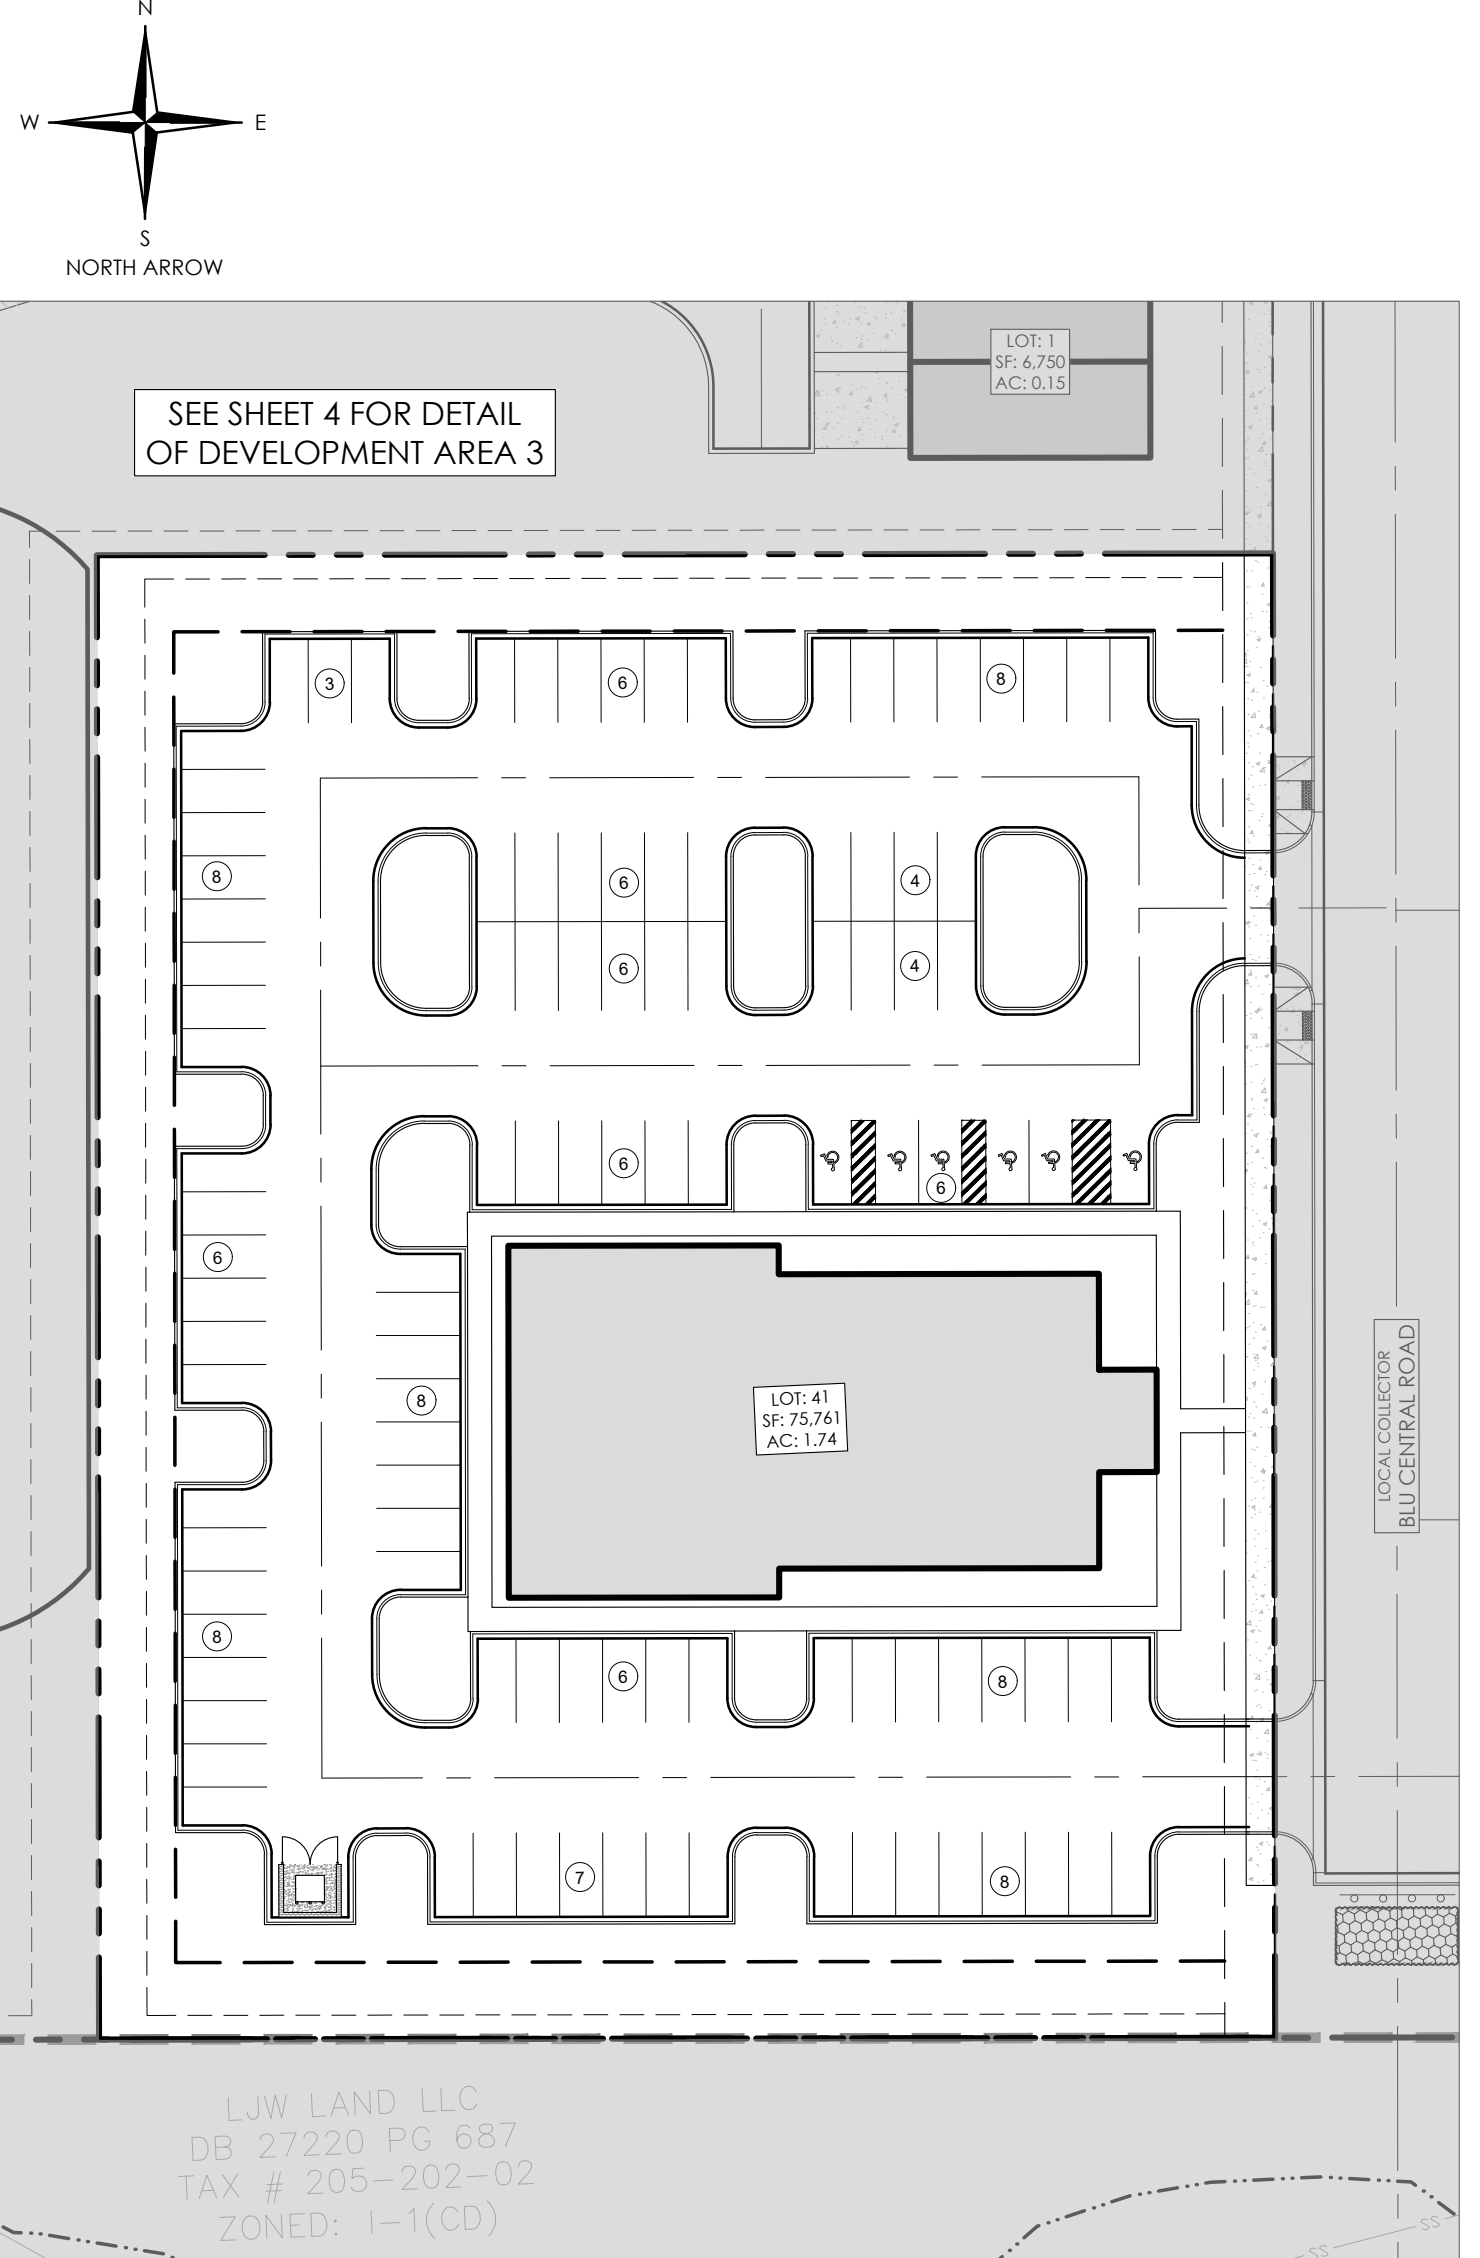 N
W
E
S
NORTH ARROW
LOT: 1
SF: 6,750
AC: 0.15
SEE SHEET 4 FOR DETAIL
OF DEVELOPMENT AREA 3
3
6
8
8
6
4
6
4
6
6
6
8
LOT: 41
SF: 75,761
AC: 1.74
LOCAL COLLECTOR
BLU CENTRAL ROAD
8
6
8
7
8
LJW LAND LLC
DB 27220 PG 687
TAX # 205-202-02
ZONED: I-1(CD)
SS
SS